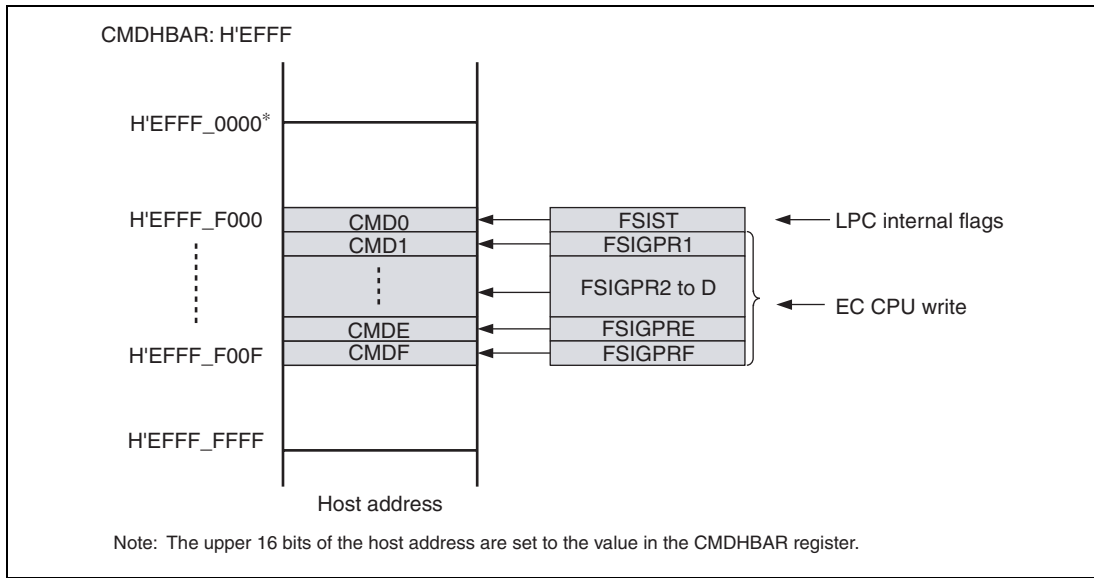 CMDHBAR: H'EFFF
H'EFFF_0000*
H'EFFF_F000
CMD0
FSIST
LPC internal flags
CMD1
FSIGPR1
FSIGPR2 to D
EC CPU write
CMDE
FSIGPRE
H'EFFF_F00F
CMDF
FSIGPRF
H'EFFF_FFFF
Host address
Note: The upper 16 bits of the host address are set to the value in the CMDHBAR register.